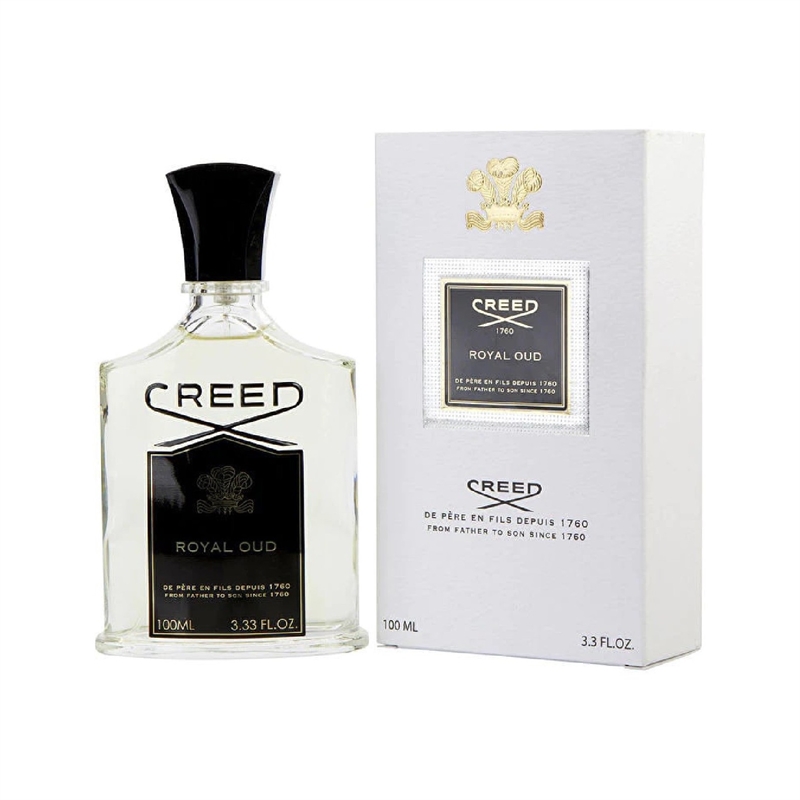 CREED
ROYAL OUD
DE PÈRE EN FILS DEPUIS 1760
FROM FATHER TO SON SINCE 1760
100ML 3.33 FL.OZ.
CREED
1760
ROYAL OUD
DE PÈRE EN FILS DEPUIS 1760
FROM FATHER TO SON SINCE 1760
CREED
DE PÈRE EN FILS DEPUIS 1760
FROM FATHER TO SON SINCE 1760
100 ML
3.3 FL.OZ.